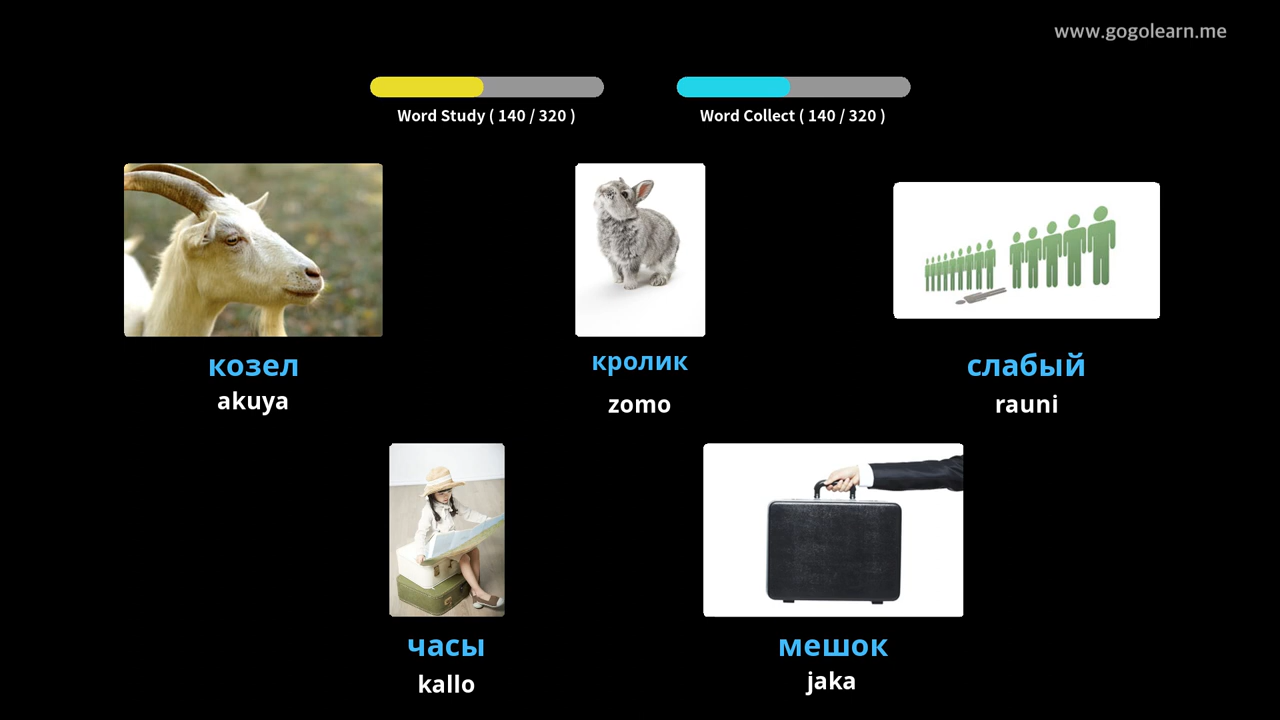 www.gogolearn.me
Word Study ( 140 / 320 )
Word Collect ( 140 / 320 )
козел
akuya
кролик
zomo
слабый
rauni
часы
kallo
мешок
jaka